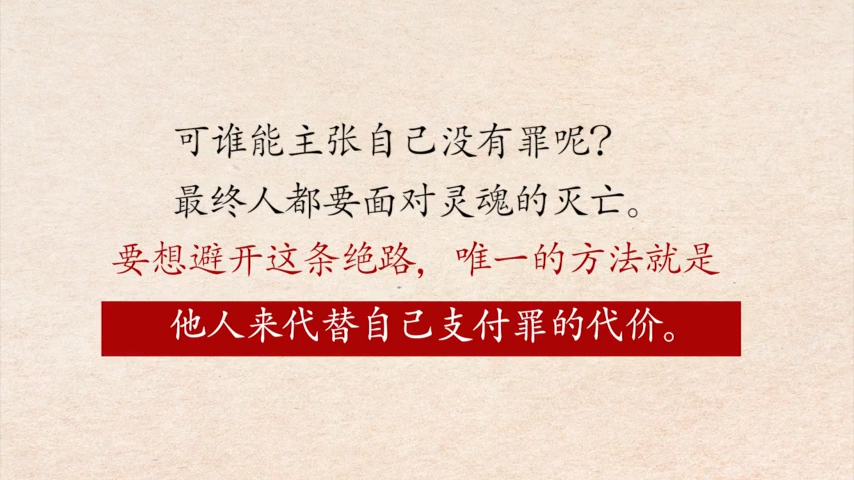 可谁能主张自己没有罪呢？
最终人都要面对灵魂的灭亡。
要想避开这条绝路，唯一的方法就是
他人来代替自己支付罪的代价。